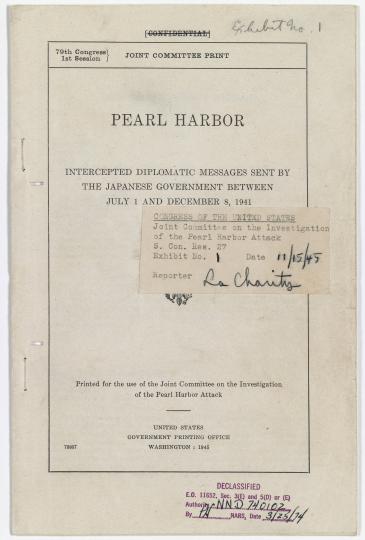 [CONFIDENTIAL]
Exhibit No. 1
79th Congress
1st Session
JOINT COMMITTEE PRINT
PEARL HARBOR
INTERCEPTED DIPLOMATIC MESSAGES SENT BY
THE JAPANESE GOVERNMENT BETWEEN
JULY 1 AND DECEMBER 8, 1941
CONGRESS OF THE UNITED STATES
Joint Committee on the Investigation
of the Pearl Harbor Attack
S. Con. Res. 27
Exhibit No. 1 Date 11/15/45
Reporter La Charity
Printed for the use of the Joint Committee on the Investigation
of the Pearl Harbor Attack
UNITED STATES
GOVERNMENT PRINTING OFFICE
79807 WASHINGTON : 1945
DECLASSIFIED
E.O. 11652, Sec. 3(E) and 5(D) or (E)
Authority NND 740102
By NARS, Date 3/25/74